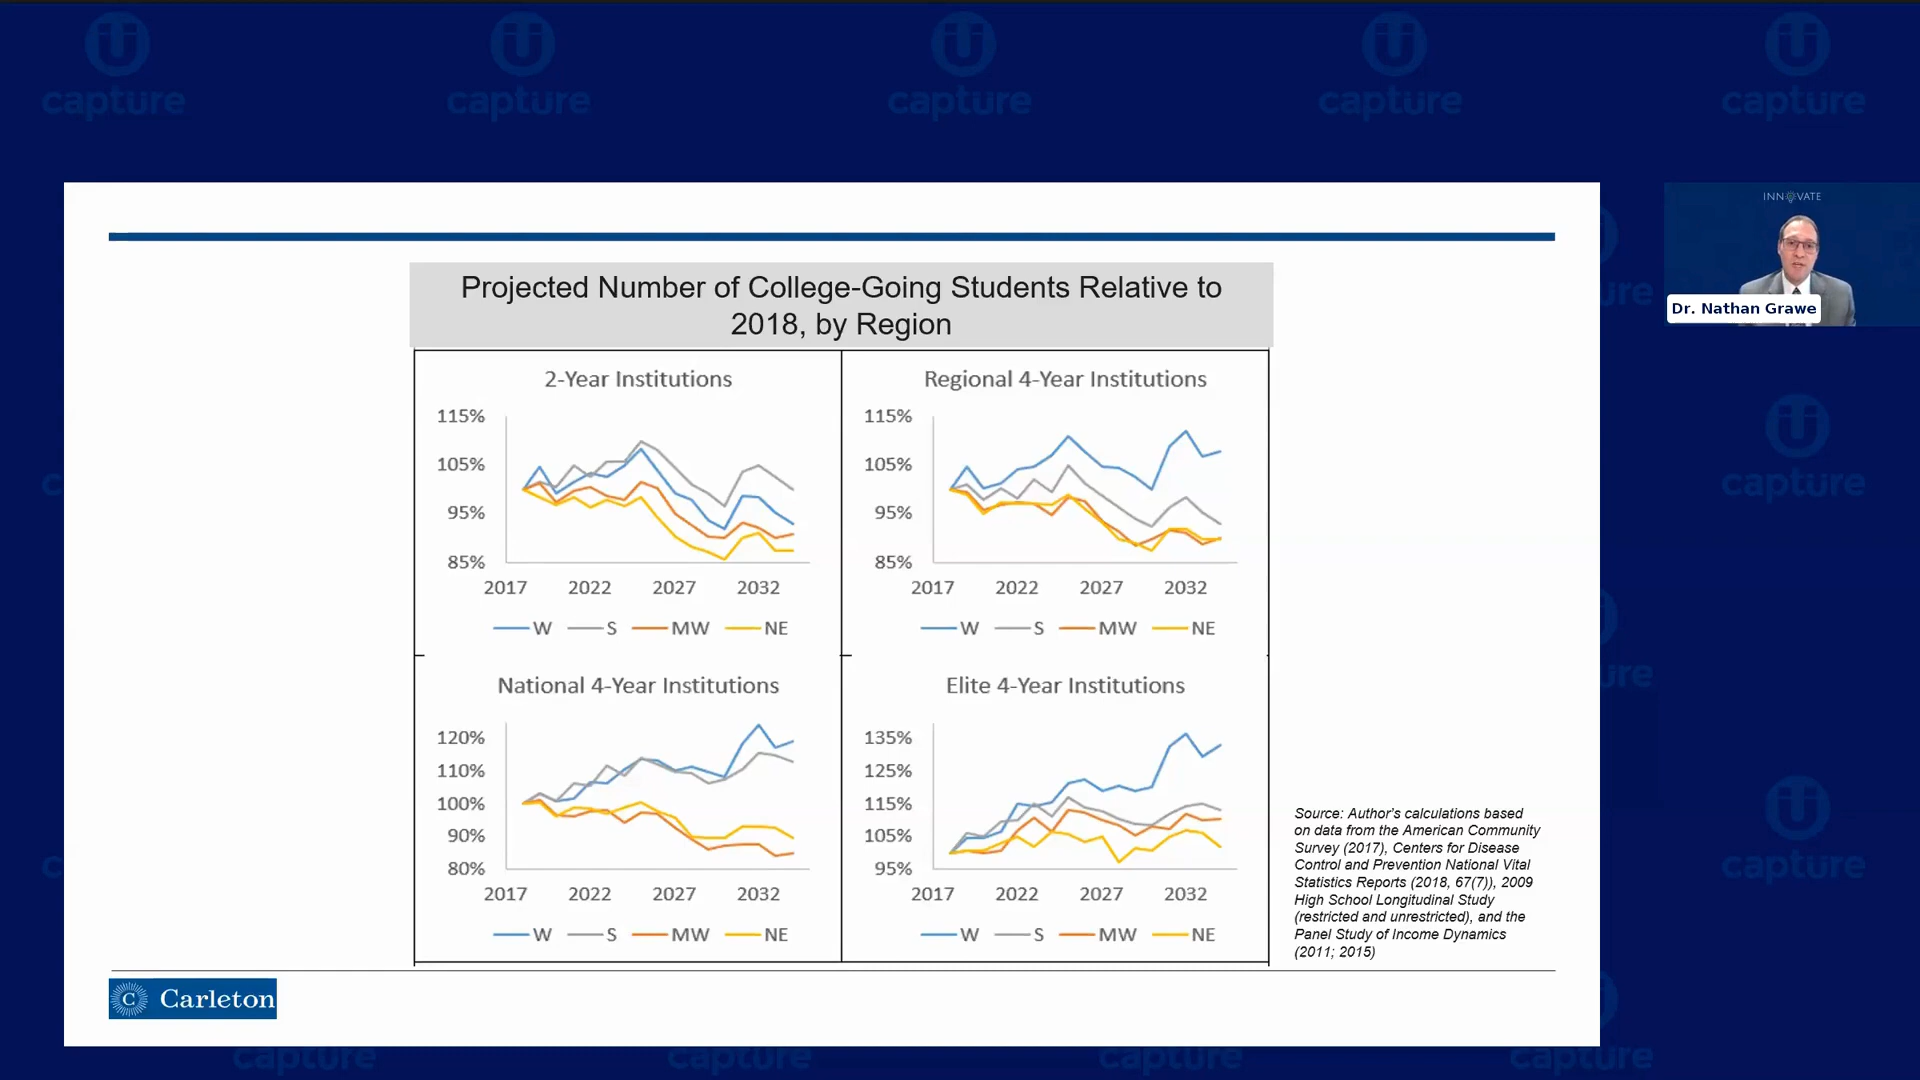 capture
capture
capture
capture
capture
INNOVATE
Dr. Nathan Grawe
Projected Number of College-Going Students Relative to
2018, by Region
2-Year Institutions
115%
105%
95%
85%
2017 2022 2027 2032
W S MW NE
Regional 4-Year Institutions
115%
105%
95%
85%
2017 2022 2027 2032
W S MW NE
National 4-Year Institutions
120%
110%
100%
90%
80%
2017 2022 2027 2032
W S MW NE
Elite 4-Year Institutions
135%
125%
115%
105%
95%
2017 2022 2027 2032
W S MW NE
Source: Author's calculations based
on data from the American Community
Survey (2017), Centers for Disease
Control and Prevention National Vital
Statistics Reports (2018, 67(7)), 2009
High School Longitudinal Study
(restricted and unrestricted), and the
Panel Study of Income Dynamics
(2011; 2015)
C Carleton
capture
capture
capture
capture
capture
capture